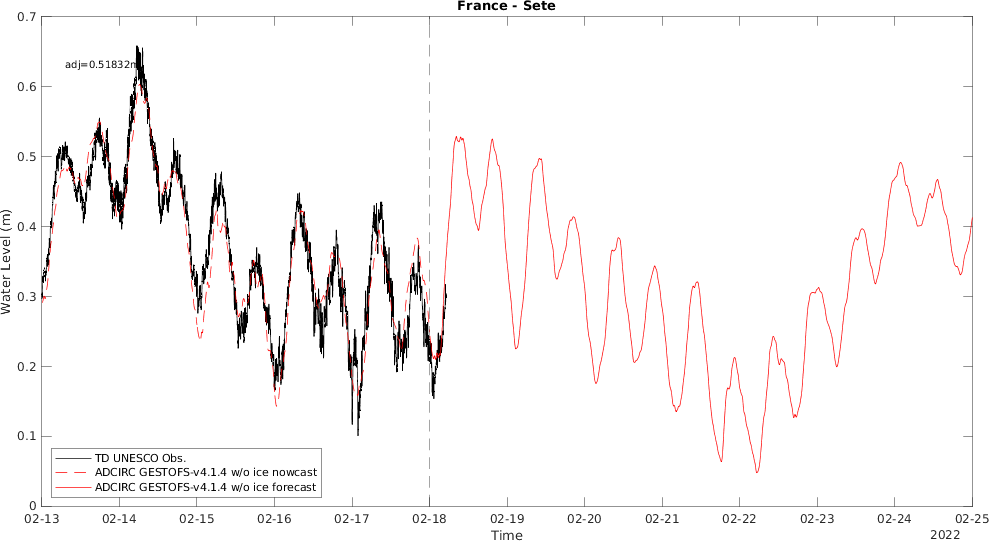 France - Sete
0.7
0.6
0.5
0.4
0.3
0.2
0.1
0
Water Level (m)
adj=0.51832m
TD UNESCO Obs.
ADCIRC GESTOFS-v4.1.4 w/o ice nowcast
ADCIRC GESTOFS-v4.1.4 w/o ice forecast
02-13 02-14 02-15 02-16 02-17 02-18 02-19 02-20 02-21 02-22 02-23 02-24 02-25
Time
2022